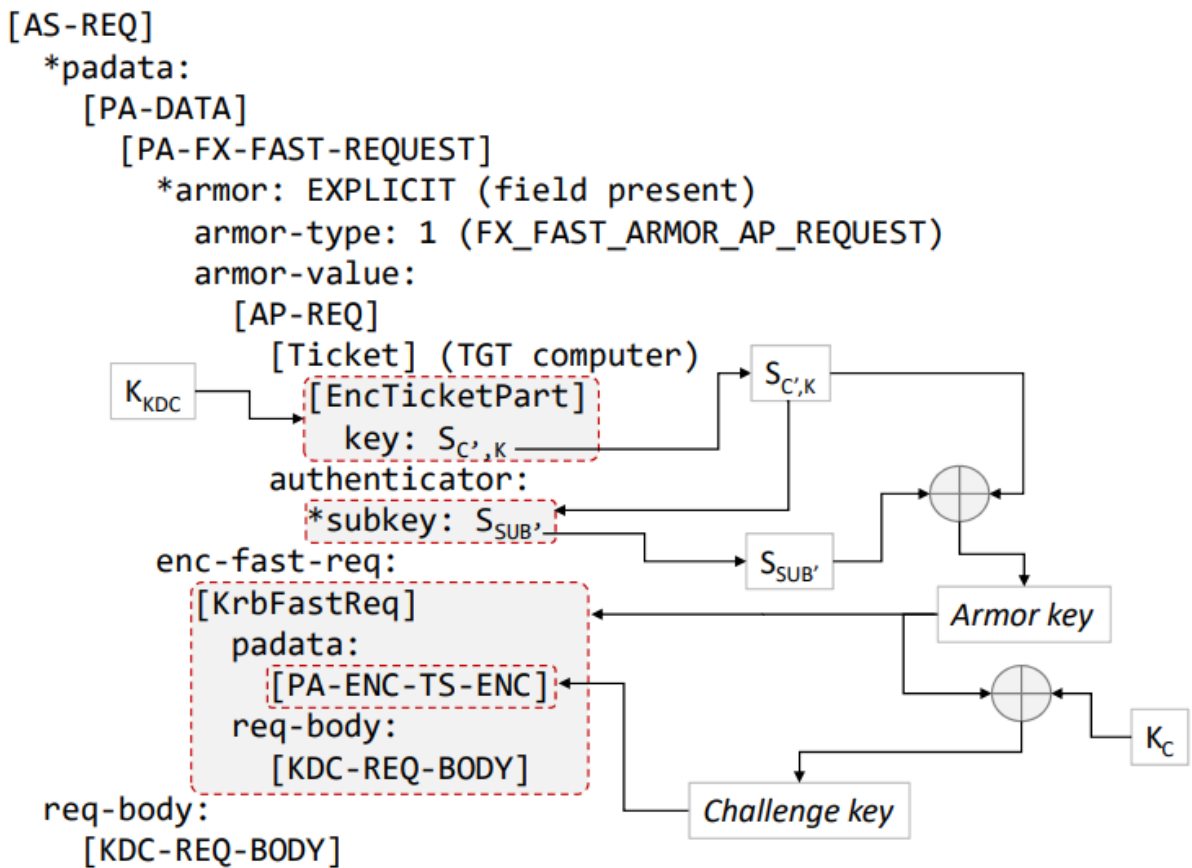 [AS-REQ]
*padata:
[PA-DATA]
[PA-FX-FAST-REQUEST]
*armor: EXPLICIT (field present)
armor-type: 1 (FX_FAST_ARMOR_AP_REQUEST)
armor-value:
[AP-REQ]
[Ticket] (TGT computer)
K_KDC
[EncTicketPart]
S_C',K
key: S_C',K
authenticator:
*subkey: S_SUB'
S_SUB'
enc-fast-req:
[KrbFastReq]
Armor key
padata:
[PA-ENC-TS-ENC]
req-body:
K_C
[KDC-REQ-BODY]
Challenge key
req-body:
[KDC-REQ-BODY]